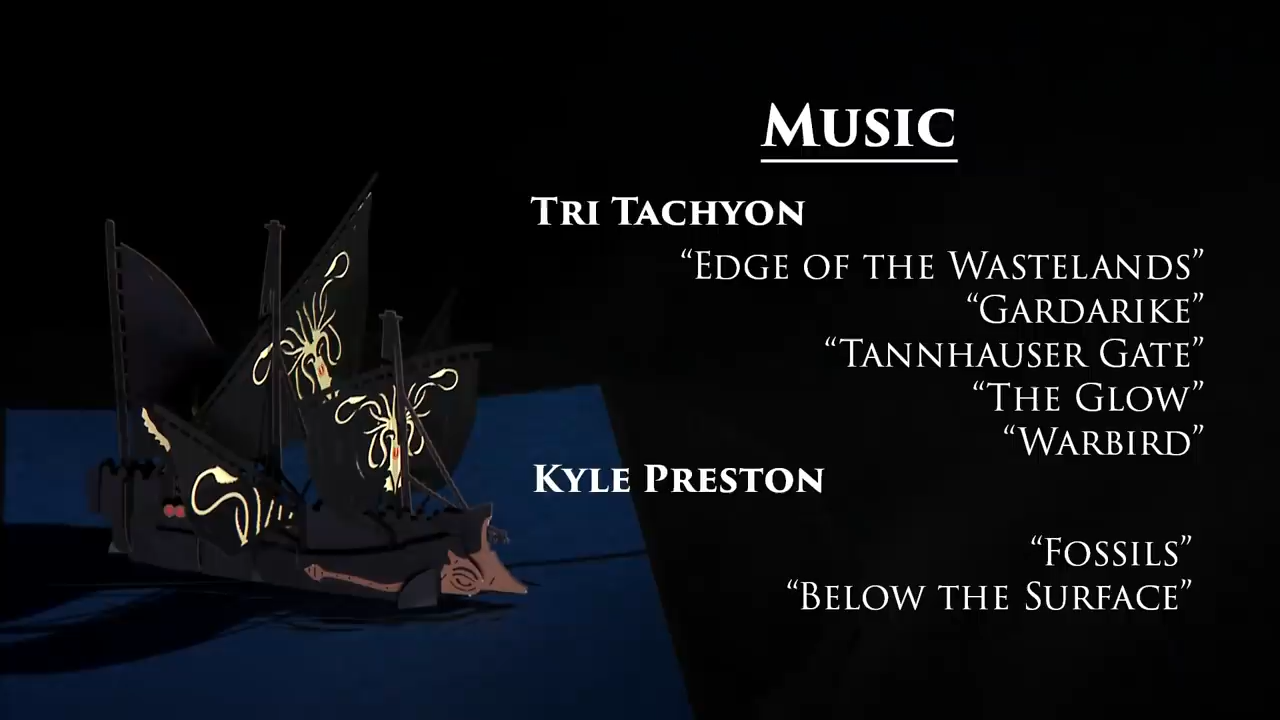 MUSIC
TRI TACHYON
“EDGE OF THE WASTELANDS”
“GARDARIKE”
“TANNHAUSER GATE”
“THE GLOW”
“WARBIRD”
KYLE PRESTON
“FOSSILS”
“BELOW THE SURFACE”